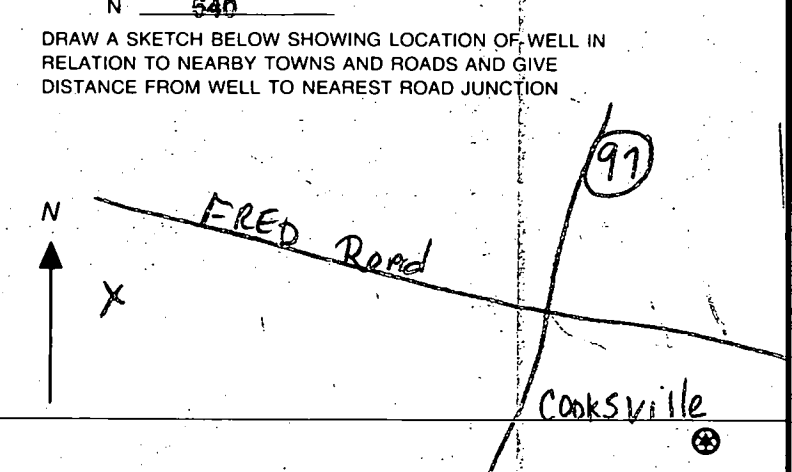 N 540
DRAW A SKETCH BELOW SHOWING LOCATION OF WELL IN
RELATION TO NEARBY TOWNS AND ROADS AND GIVE
DISTANCE FROM WELL TO NEAREST ROAD JUNCTION
97
N
FRED Road
X
Cooksville